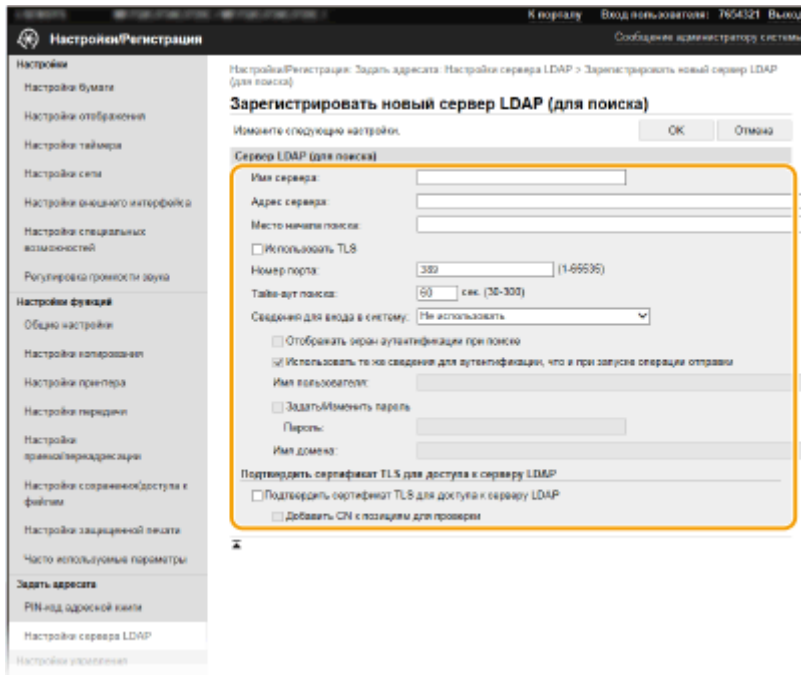 К порталу Вход пользователя: 7654321 Выход
Настройки/Регистрация
Сообщение администратору системы
Настройки
Настройки бумаги
Настройки отображения
Настройки таймера
Настройки сети
Настройки внешнего интерфейса
Настройки специальных
возможностей
Регулировка громкости звука
Настройки функций
Общие настройки
Настройки копирования
Настройки принтера
Настройки передачи
Настройки
приема/переадресации
Настройки сохранения/доступа к
файлам
Настройки защищенной печати
Часто используемые параметры
Задать адресата
PIN-код адресной книги
Настройки сервера LDAP
Настройки управления
Настройки/Регистрация: Задать адресата: Настройки сервера LDAP > Зарегистрировать новый сервер LDAP
(для поиска)
Зарегистрировать новый сервер LDAP (для поиска)
Измените следующие настройки.
OK Отмена
Сервер LDAP (для поиска)
Имя сервера:
Адрес сервера:
Место начала поиска:
Использовать TLS
Номер порта: 389 (1-65535)
Тайм-аут поиска: 60 сек. (30-300)
Сведения для входа в систему: Не использовать
Отображать экран аутентификации при поиске
Использовать те же сведения для аутентификации, что и при запуске операции отправки
Имя пользователя:
Задать/Изменить пароль
Пароль:
Имя домена:
Подтвердить сертификат TLS для доступа к серверу LDAP
Подтвердить сертификат TLS для доступа к серверу LDAP
Добавить CN к позициям для проверки